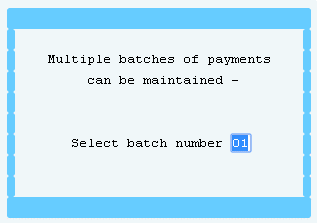 Multiple batches of payments
can be maintained -
Select batch number 01